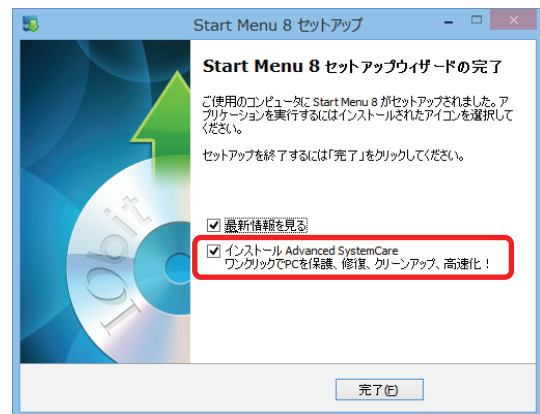 Start Menu 8 セットアップ
Start Menu 8 セットアップウィザードの完了
ご使用のコンピュータに Start Menu 8 がセットアップされました。ア
プリケーションを実行するにはインストールされたアイコンを選択して
ください。
セットアップを終了するには「完了」をクリックしてください。
最新情報を見る
インストール Advanced SystemCare
ワンクリックでPCを保護、修復、クリーンアップ、高速化！
IObit
完了(F)